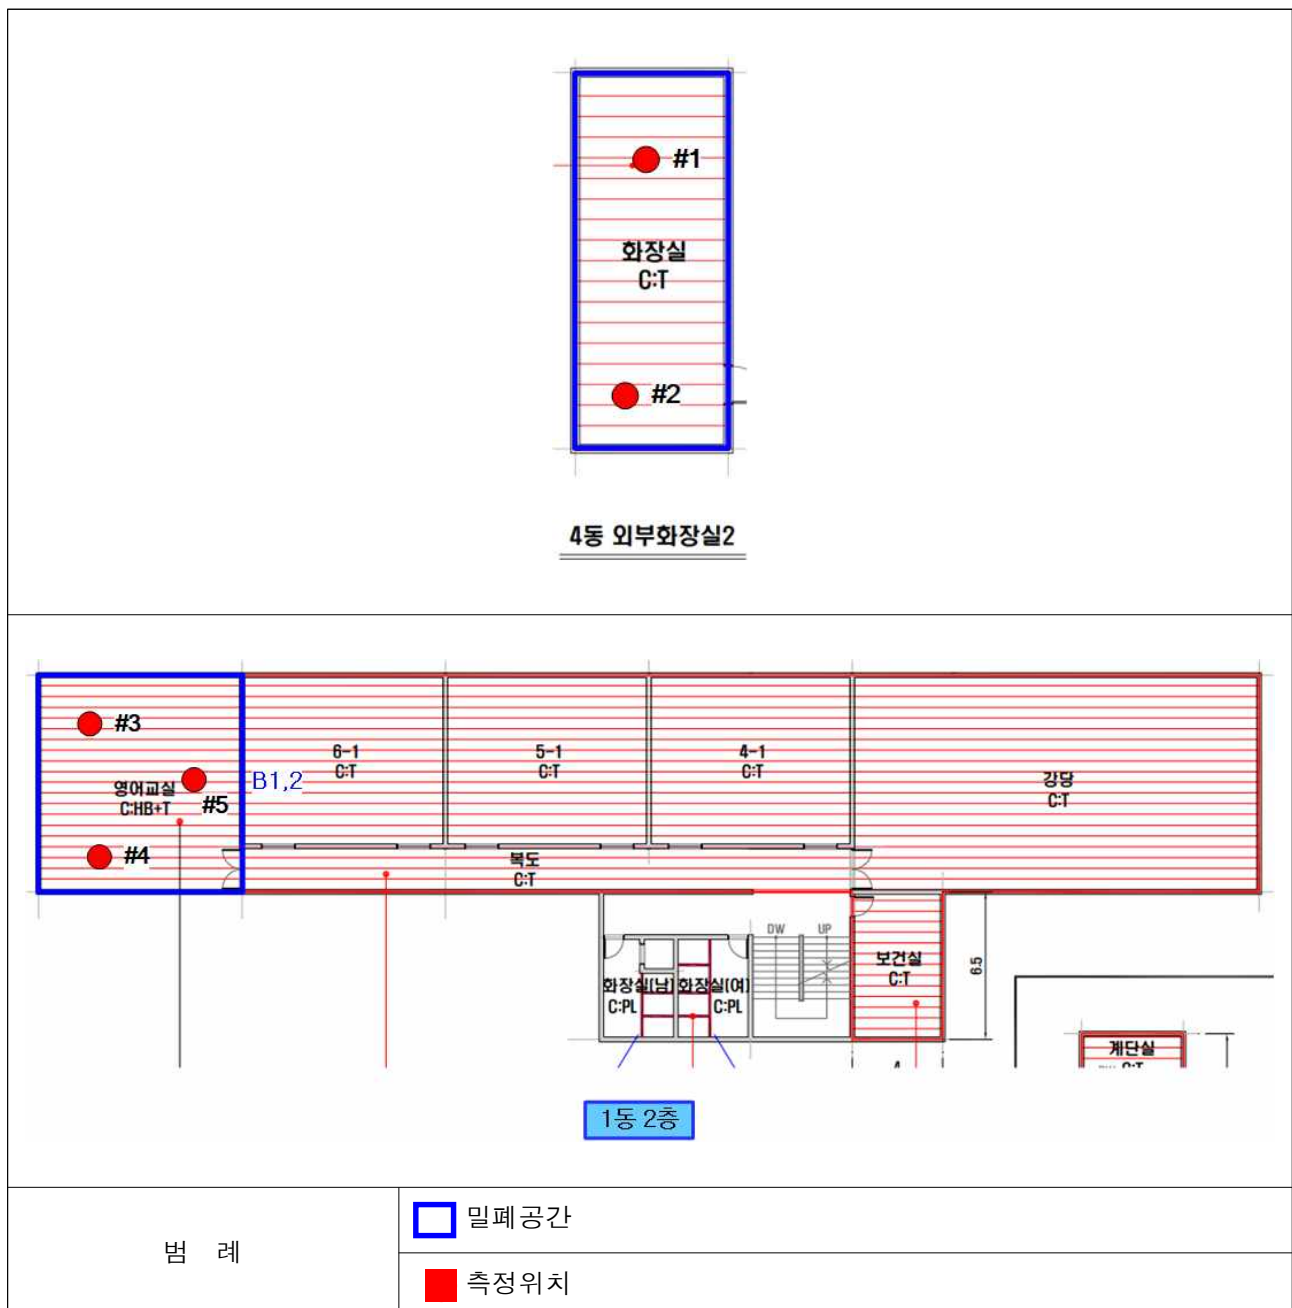 #1
화장실
C:T
#2
4동 외부화장실2
#3
영어교실
C:HB+T
#5
#4
B1,2
6-1
C:T
5-1
C:T
4-1
C:T
강당
C:T
복도
C:T
DW UP
화장실(남) 화장실(여)
C:PL C:PL
보건실
C:T
6.5
계단실
C:T
1동 2층
범 례
밀폐공간
측정위치